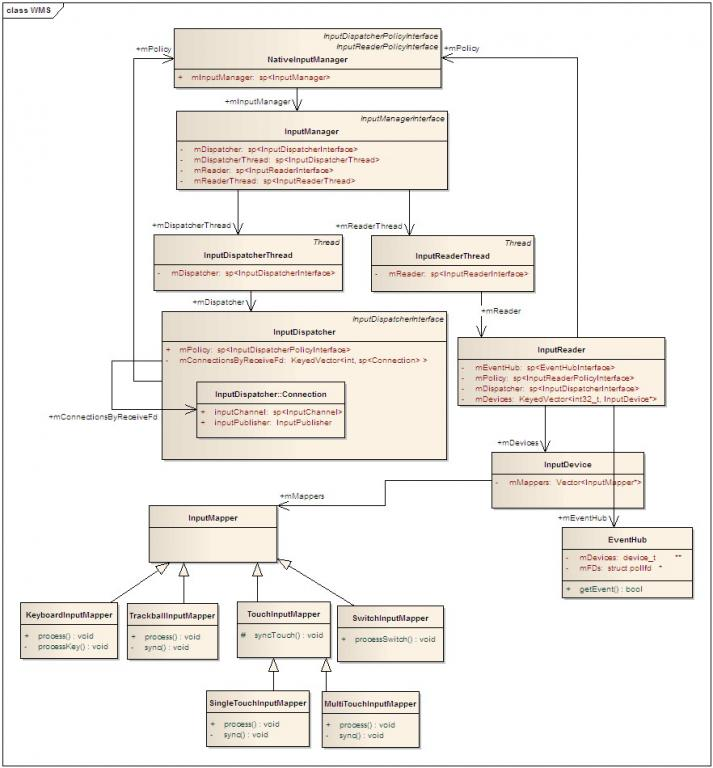 class WMS
InputDispatcherPolicyInterface
InputReaderPolicyInterface
NativeInputManager
+ mInputManager: sp<InputManager>
+mPolicy
+mPolicy
+mInputManager
InputManagerInterface
InputManager
- mDispatcher: sp<InputDispatcherInterface>
- mDispatcherThread: sp<InputDispatcherThread>
- mReader: sp<InputReaderInterface>
- mReaderThread: sp<InputReaderThread>
+mDispatcherThread
+mReaderThread
Thread
InputDispatcherThread
- mDispatcher: sp<InputDispatcherInterface>
Thread
InputReaderThread
- mReader: sp<InputReaderInterface>
+mDispatcher
+mReader
InputDispatcherInterface
InputDispatcher
+ mPolicy: sp<InputDispatcherPolicyInterface>
- mConnectionsByReceiveFd: KeyedVector<int, sp<Connection> >
InputDispatcher::Connection
+ inputChannel: sp<InputChannel>
+ inputPublisher: InputPublisher
+mConnectionsByReceiveFd
InputReader
- mEventHub: sp<EventHubInterface>
- mPolicy: sp<InputReaderPolicyInterface>
- mDispatcher: sp<InputDispatcherInterface>
- mDevices: KeyedVector<int32_t, InputDevice*>
+mDevices
InputDevice
- mMappers: Vector<InputMapper*>
+mMappers
+mEventHub
InputMapper
EventHub
- mDevices: device_t **
- mFDs: struct pollfd *
+ getEvent() : bool
KeyboardInputMapper
+ process() : void
- processKey() : void
TrackballInputMapper
+ process() : void
- sync() : void
TouchInputMapper
# syncTouch() : void
SwitchInputMapper
+ processSwitch() : void
SingleTouchInputMapper
+ process() : void
- sync() : void
MultiTouchInputMapper
+ process() : void
- sync() : void